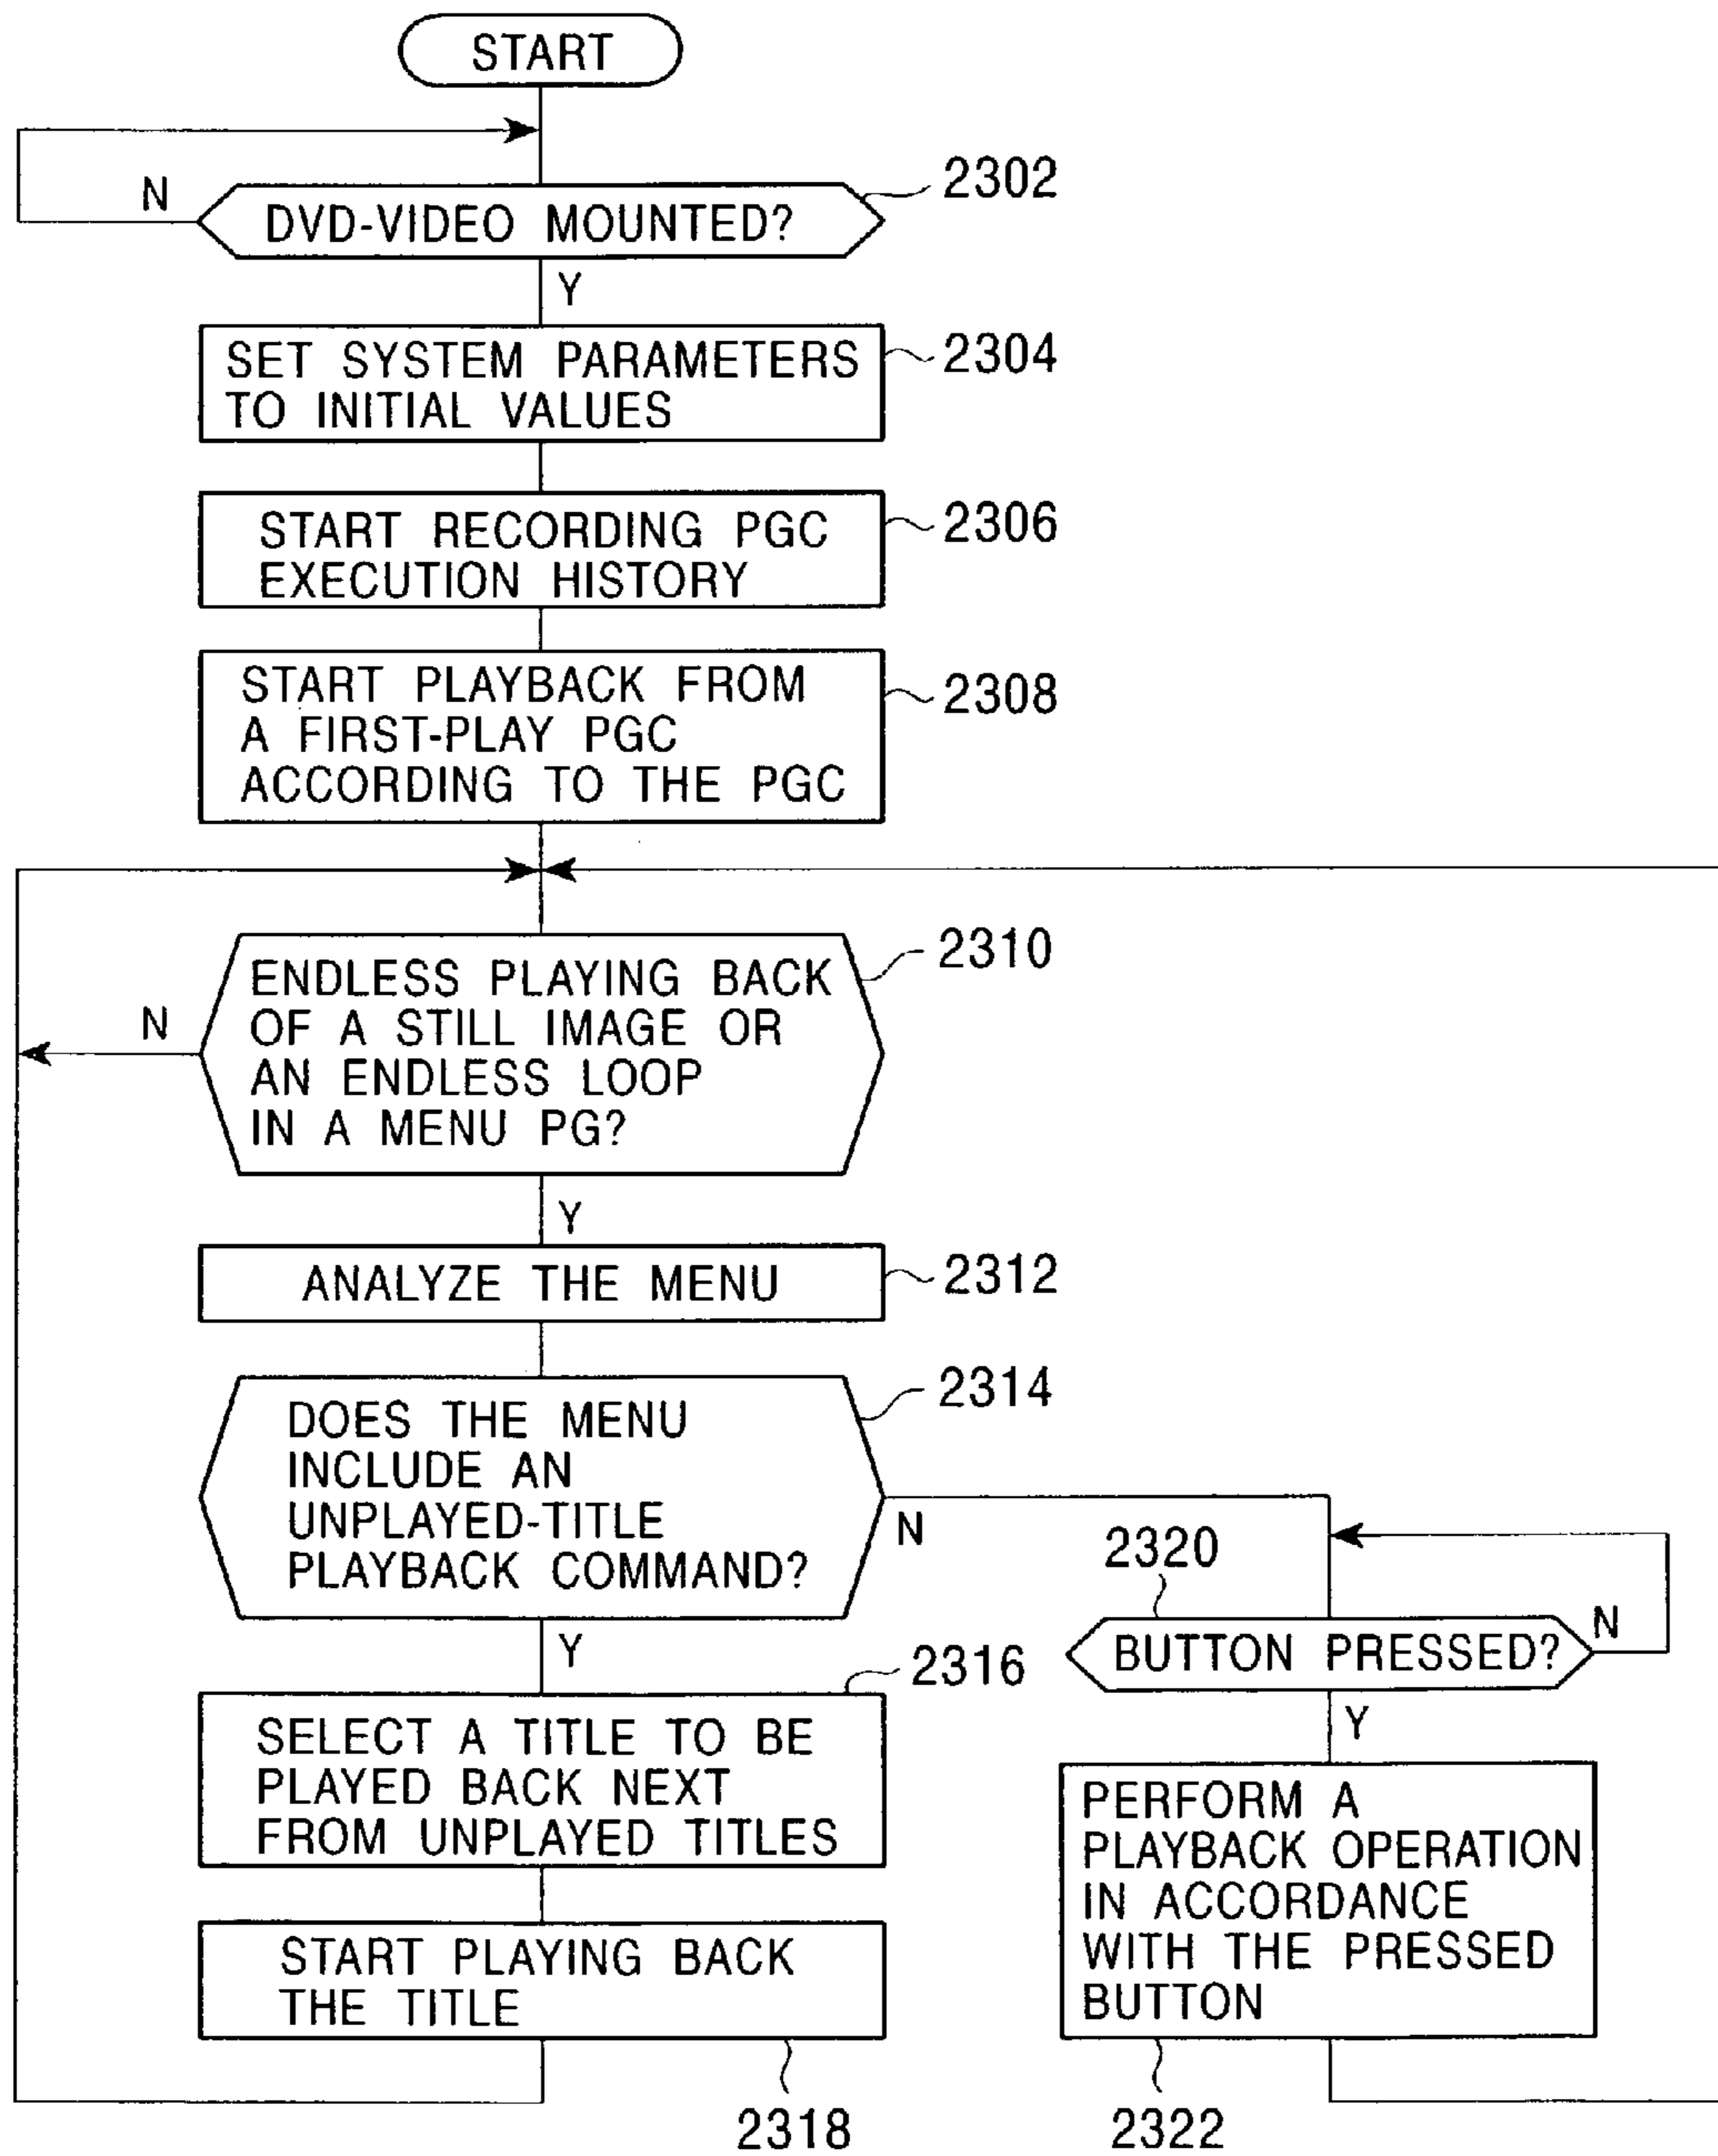 START
N
DVD-VIDEO MOUNTED?
2302
Y
SET SYSTEM PARAMETERS
TO INITIAL VALUES
2304
START RECORDING PGC
EXECUTION HISTORY
2306
START PLAYBACK FROM
A FIRST-PLAY PGC
ACCORDING TO THE PGC
2308
ENDLESS PLAYING BACK
OF A STILL IMAGE OR
AN ENDLESS LOOP
IN A MENU PG?
2310
N
Y
ANALYZE THE MENU
2312
DOES THE MENU
INCLUDE AN
UNPLAYED-TITLE
PLAYBACK COMMAND?
2314
N
Y
SELECT A TITLE TO BE
PLAYED BACK NEXT
FROM UNPLAYED TITLES
2316
START PLAYING BACK
THE TITLE
2318
2320
BUTTON PRESSED?
N
Y
PERFORM A
PLAYBACK OPERATION
IN ACCORDANCE
WITH THE PRESSED
BUTTON
2322